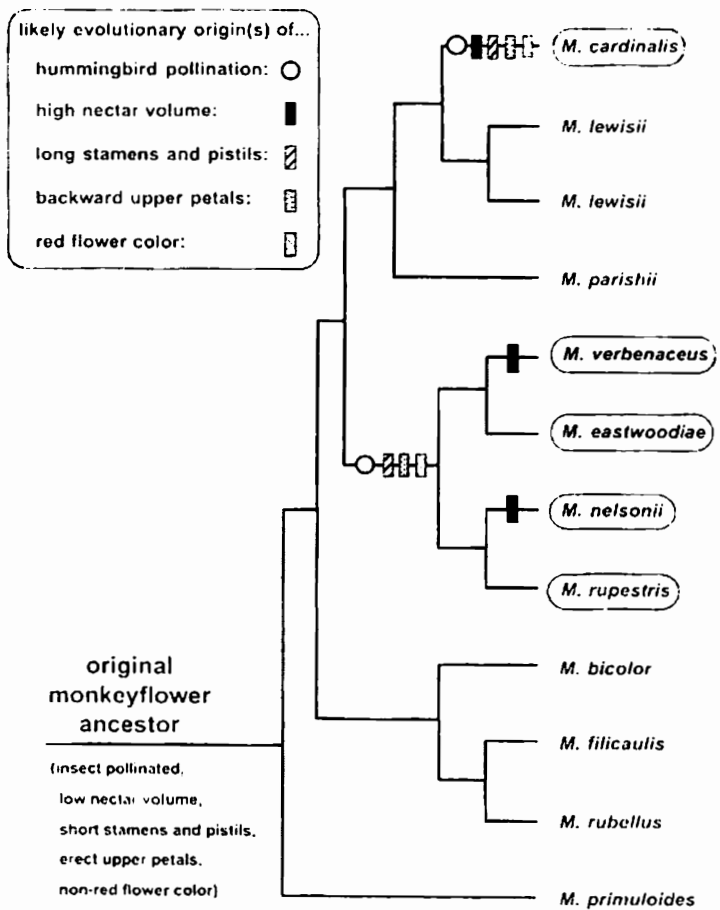 likely evolutionary origin(s) of...
hummingbird pollination:
high nectar volume:
long stamens and pistils:
backward upper petals:
red flower color:
M. cardinalis
M. lewisii
M. lewisii
M. parishii
M. verbenaceus
M. eastwoodiae
M. nelsonii
M. rupestris
M. bicolor
M. filicaulis
M. rubellus
M. primuloides
original
monkeyflower
ancestor
(insect pollinated,
low nectar volume,
short stamens and pistils,
erect upper petals,
non-red flower color)